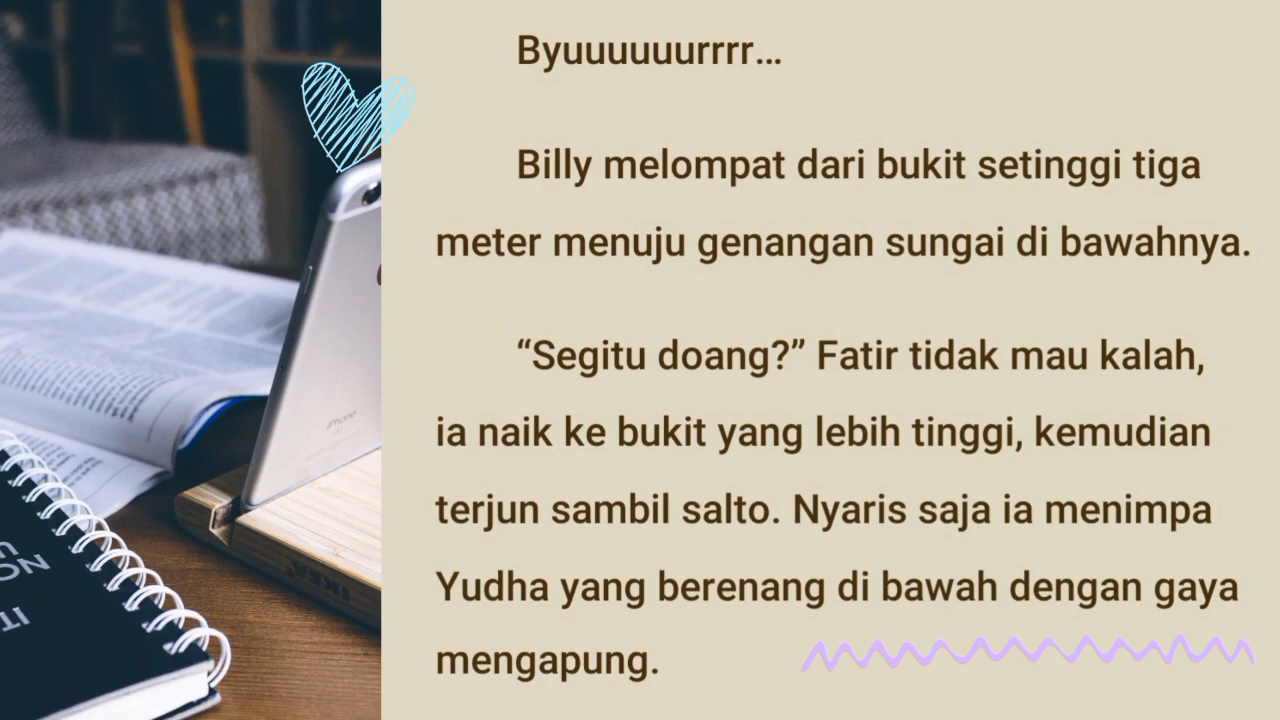 Byuuuuuurrrr...
Billy melompat dari bukit setinggi tiga
meter menuju genangan sungai di bawahnya.
“Segitu doang?” Fatir tidak mau kalah,
ia naik ke bukit yang lebih tinggi, kemudian
terjun sambil salto. Nyaris saja ia menimpa
Yudha yang berenang di bawah dengan gaya
mengapung.
iPhone
IKEA